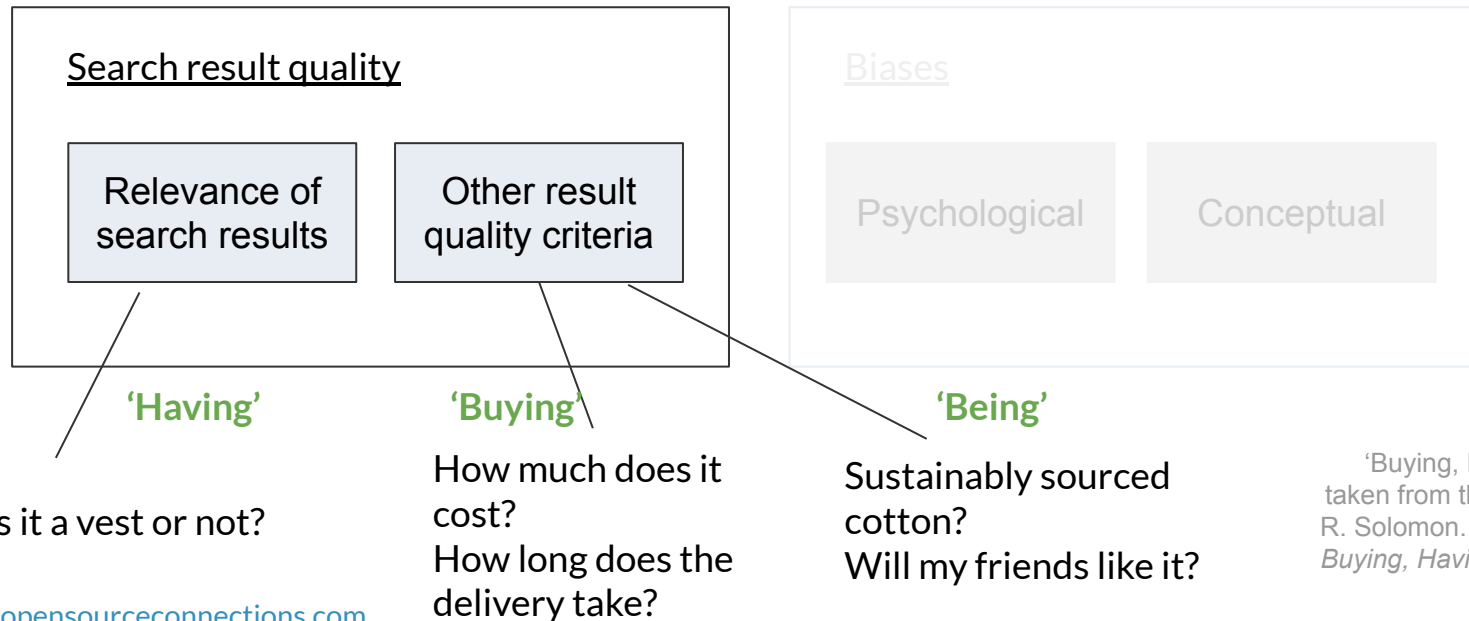 Search result quality
Relevance of
search results
Other result
quality criteria
Biases
Psychological
Conceptual
‘Having’
‘Buying’
‘Being’
s it a vest or not?
How much does it
cost?
How long does the
delivery take?
Sustainably sourced
cotton?
Will my friends like it?
‘Buying,
taken from
R. Solomon.
Buying,
opensourceconnections.com